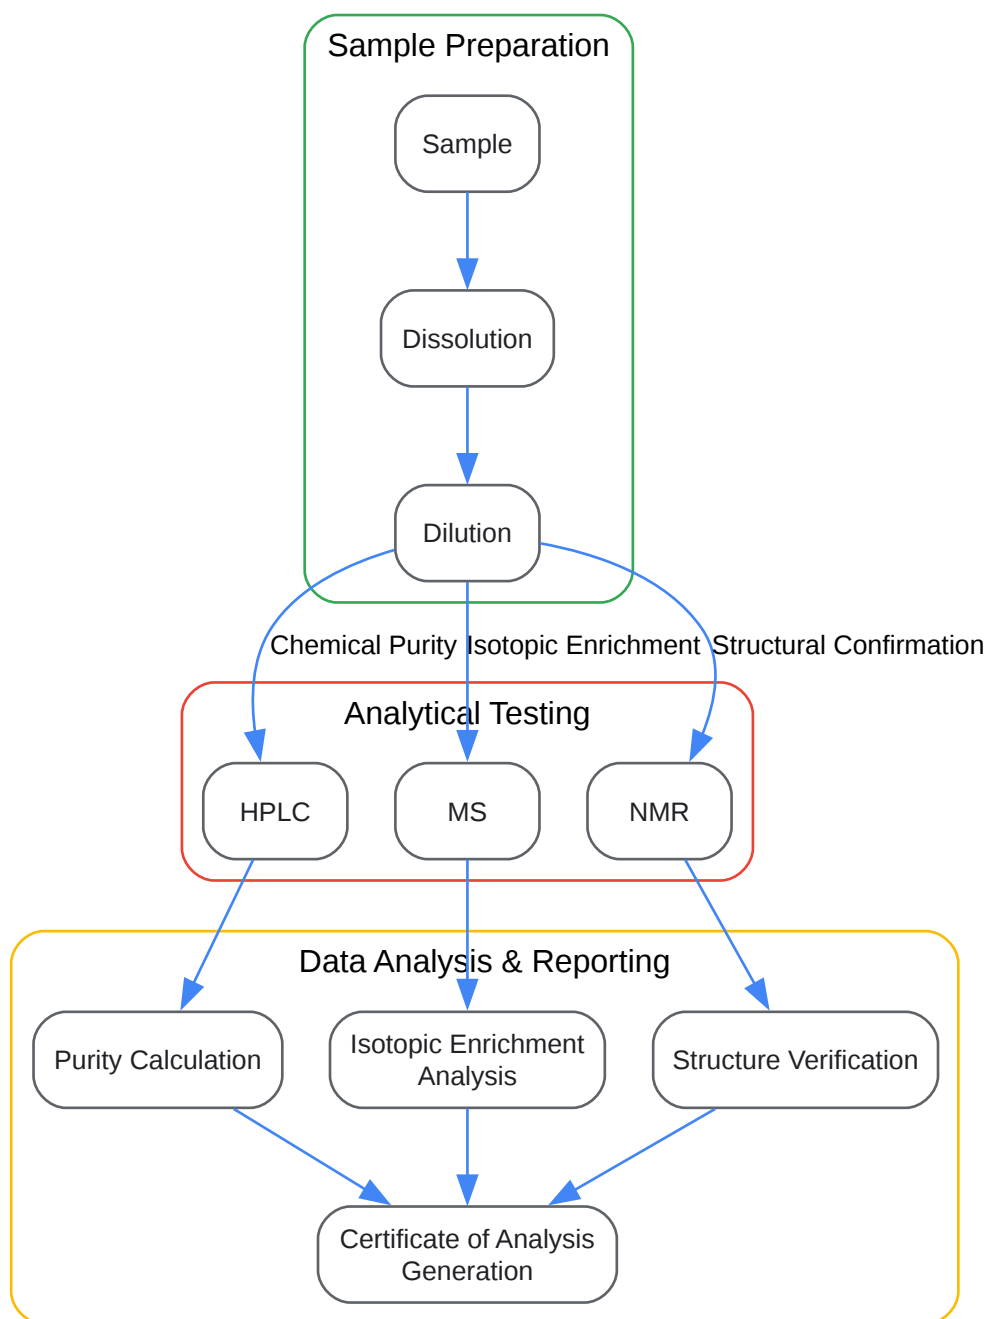 Sample Preparation
Sample
Dissolution
Dilution
Chemical Purity
Isotopic Enrichment
Structural Confirmation
Analytical Testing
HPLC
MS
NMR
Data Analysis & Reporting
Purity Calculation
Isotopic Enrichment
Analysis
Structure Verification
Certificate of Analysis
Generation